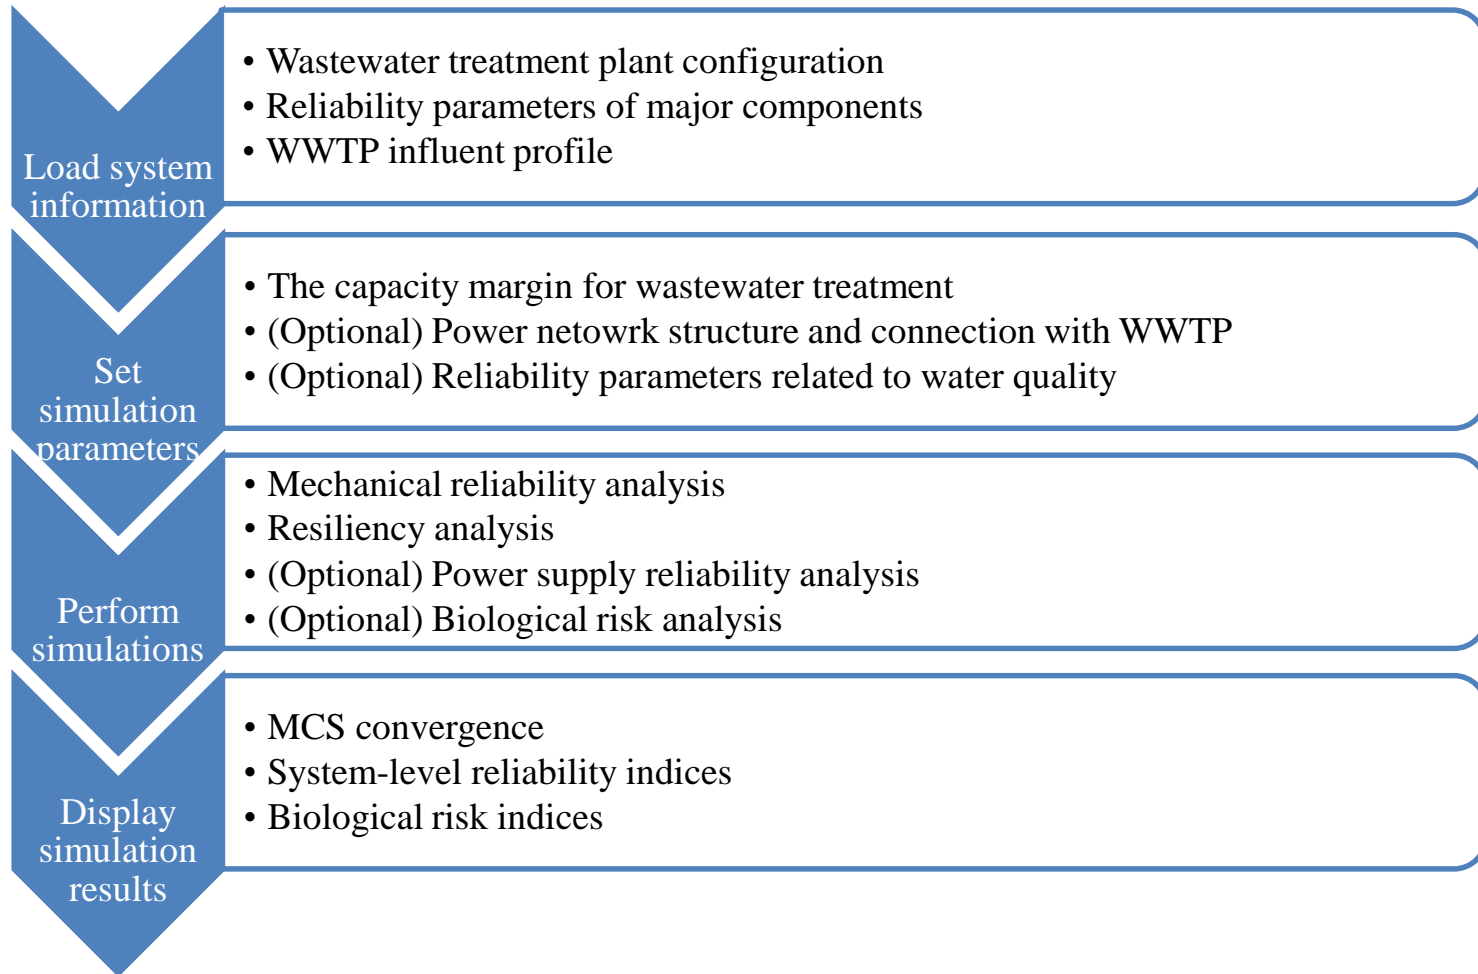 Load system
information
• Wastewater treatment plant configuration
• Reliability parameters of major components
• WWTP influent profile
Set
simulation
parameters
• The capacity margin for wastewater treatment
• (Optional) Power netowrk structure and connection with WWTP
• (Optional) Reliability parameters related to water quality
Perform
simulations
• Mechanical reliability analysis
• Resiliency analysis
• (Optional) Power supply reliability analysis
• (Optional) Biological risk analysis
Display
simulation
results
• MCS convergence
• System-level reliability indices
• Biological risk indices